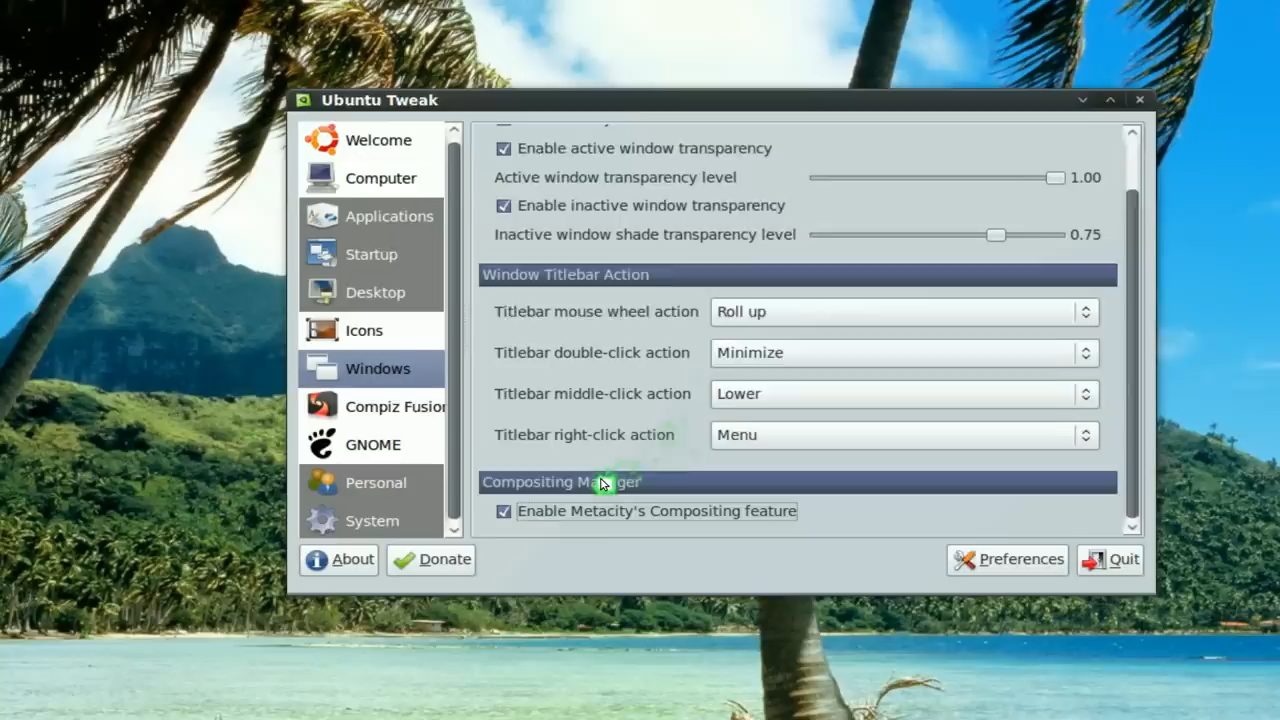 Ubuntu Tweak
Welcome
Computer
Applications
Startup
Desktop
Icons
Windows
Compiz Fusion
GNOME
Personal
System
Enable active window transparency
Active window transparency level 1.00
Enable inactive window transparency
Inactive window shade transparency level 0.75
Window Titlebar Action
Titlebar mouse wheel action Roll up
Titlebar double-click action Minimize
Titlebar middle-click action Lower
Titlebar right-click action Menu
Compositing Manager
Enable Metacity's Compositing feature
About
Donate
Preferences
Quit